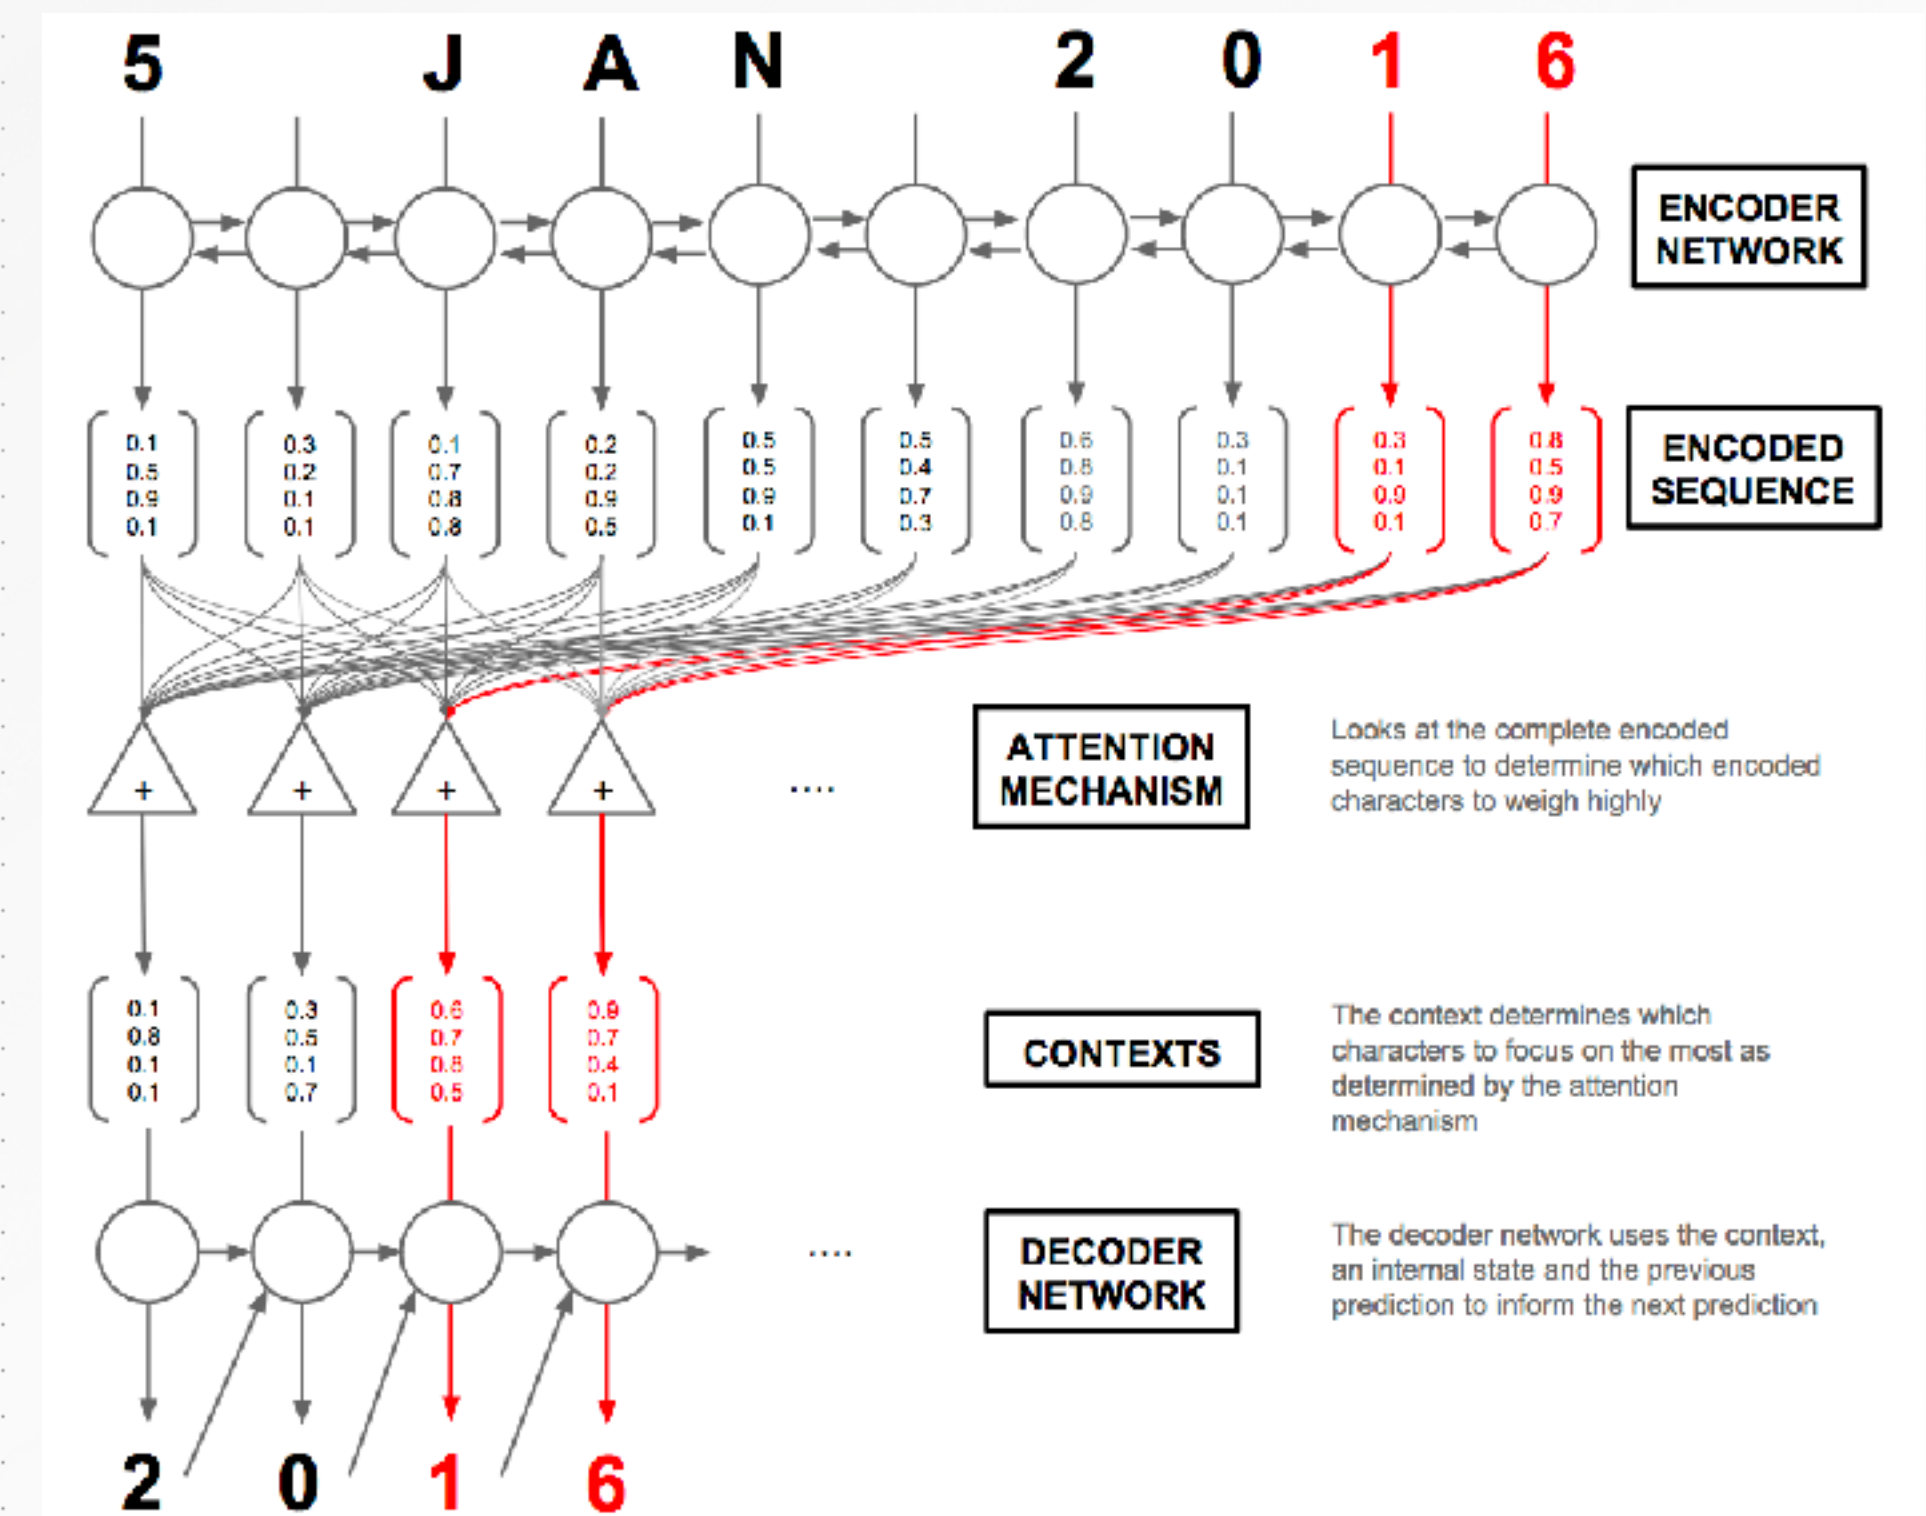 5 J A N 2 0 1 6
ENCODER
NETWORK
0.1 0.3 0.1 0.2 0.5 0.5 0.6 0.3 0.3 0.8
0.5 0.2 0.7 0.2 0.5 0.4 0.8 0.1 0.1 0.5
0.9 0.1 0.8 0.9 0.9 0.7 0.9 0.1 0.9
0.1 0.1 0.8 0.5 0.1 0.3 0.8 0.1 0.1 0.7
ENCODED
SEQUENCE
+ + + + ....
ATTENTION
MECHANISM
Looks at the complete encoded
sequence to determine which encoded
characters to weigh highly
0.1 0.3 0.6
0.8 0.5 0.7 0.7
0.1 0.1 0.4
0.1 0.7 0.5 0.1
CONTEXTS
The context determines which
characters to focus on the most as
determined by the attention
mechanism
....
DECODER
NETWORK
The decoder network uses the context,
an internal state and the previous
prediction to inform the next prediction
2 0 1 6